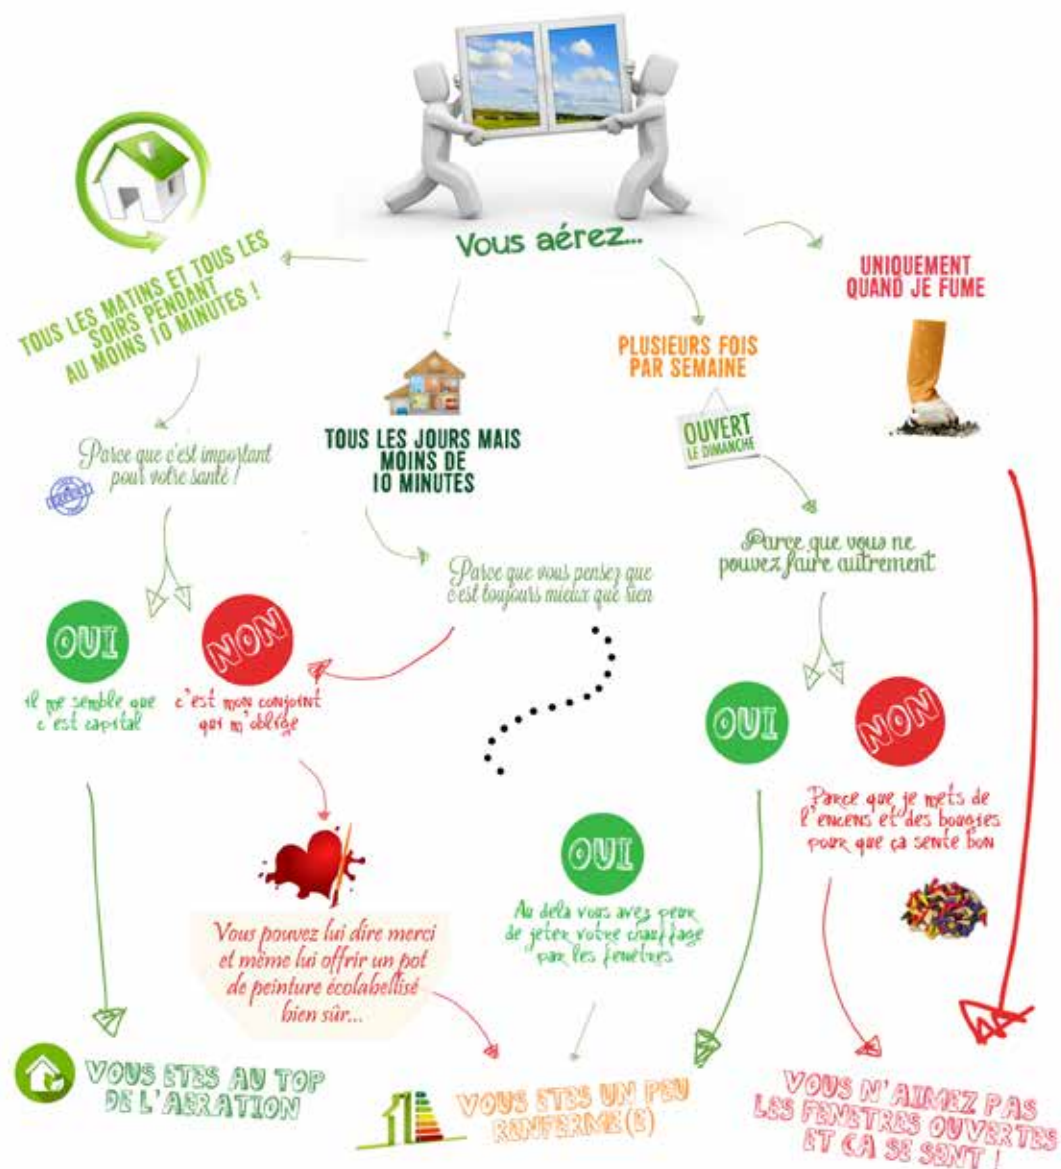 Vous aérez...
TOUS LES MATINS ET TOUS LES
SOIRS PENDANT
AU MOINS 10 MINUTES !
UNIQUEMENT
QUAND JE FUME
PLUSIEURS FOIS
PAR SEMAINE
OUVERT
LE DIMANCHE
TOUS LES JOURS MAIS
MOINS DE
10 MINUTES
Parce que c'est important
pour votre santé !
EXPERT
Parce que vous ne
pouvez faire autrement
Parce que vous pensez que
c'est toujours mieux que rien
OUI
il me semble que
c'est capital
NON
c'est mon conjoint
qui m'oblige
OUI
NON
Parce que je mets de
l'encens et des bougies
pour que ça sente bon
OUI
Au delà vous avez peur
de jeter votre chauffage
par les fenêtres
Vous pouvez lui dire merci
et même lui offrir un pot
de peinture écolabellisé
bien sûr...
VOUS ETES AU TOP
DE L'AERATION
VOUS ETES UN PEU
RENFERME(E)
VOUS N'AIMEZ PAS
LES FENETRES OUVERTES
ET CA SE SENT !